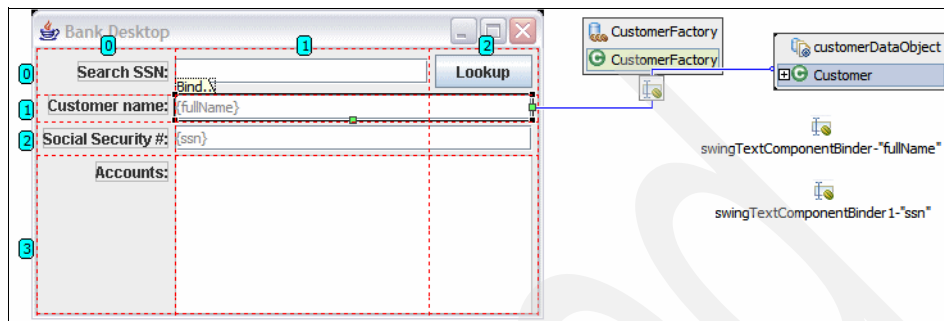 Bank Desktop
0 1 2
0 Search SSN: Lookup
Bind..
1 Customer name: {fullName}
2 Social Security #: {ssn}
Accounts:
3
CustomerFactory
CustomerFactory
customerDataObject
Customer
swingTextComponentBinder-"fullName"
swingTextComponentBinder1-"ssn"